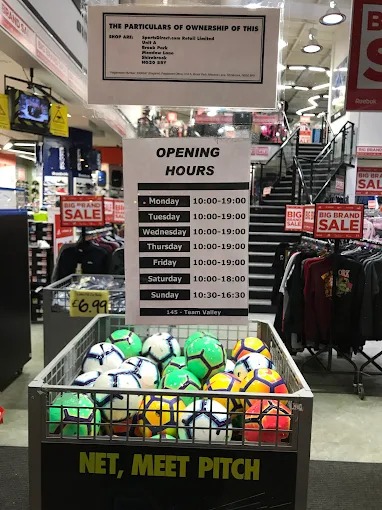 THE PARTICULARS OF OWNERSHIP OF THIS
SHOP ARE: SportsDirect.com Retail Limited
Unit A
Brook Park
Meadow Lane
Shirebrook
NG20 8RY
OPENING
HOURS
Monday 10:00-19:00
Tuesday 10:00-19:00
Wednesday 10:00-19:00
Thursday 10:00-19:00
Friday 10:00-19:00
Saturday 10:00-18:00
Sunday 10:30-16:30
145 - Team Valley
BIG BRAND
SALE
BIG
SALE
BIG BRAND
SALE
Reebok
£6.99
NET, MEET PITCH